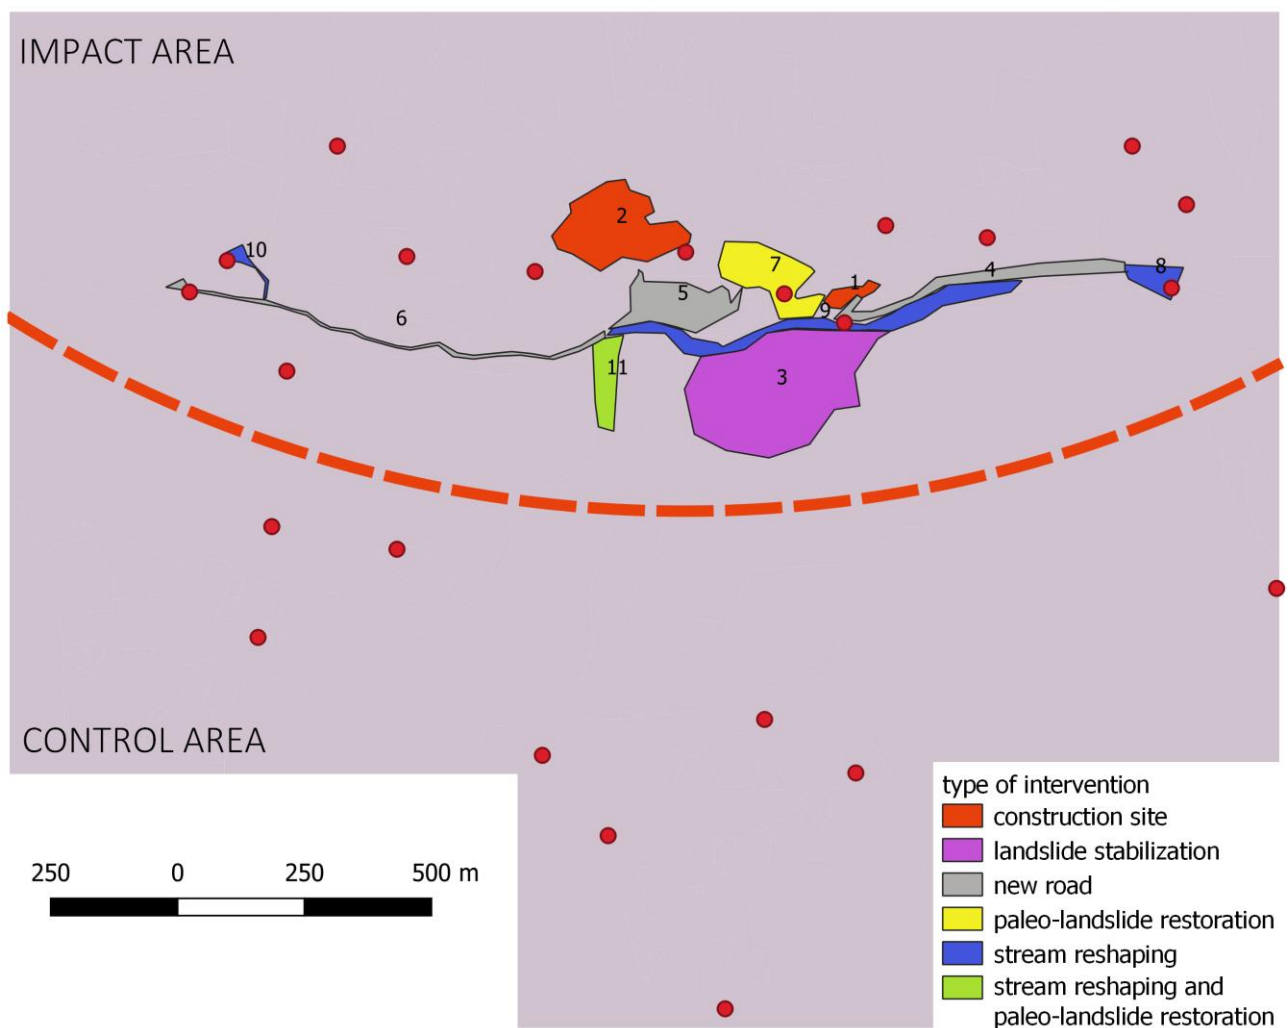 IMPACT AREA
2
10
7
8
4
1
5
9
6
11
3
CONTROL AREA
type of intervention
construction site
landslide stabilization
new road
paleo-landslide restoration
stream reshaping
stream reshaping and
paleo-landslide restoration
250 0 250 500 m